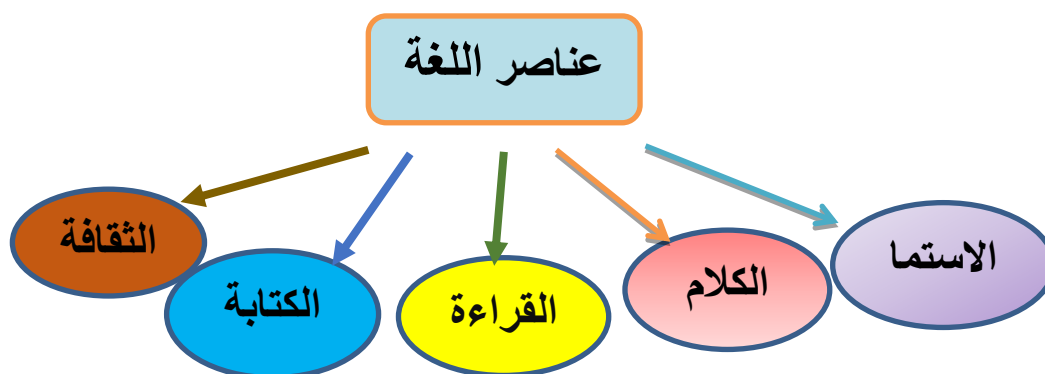 عناصر اللغة
الاستما
الكلام
القراءة
الكتابة
الثقافة